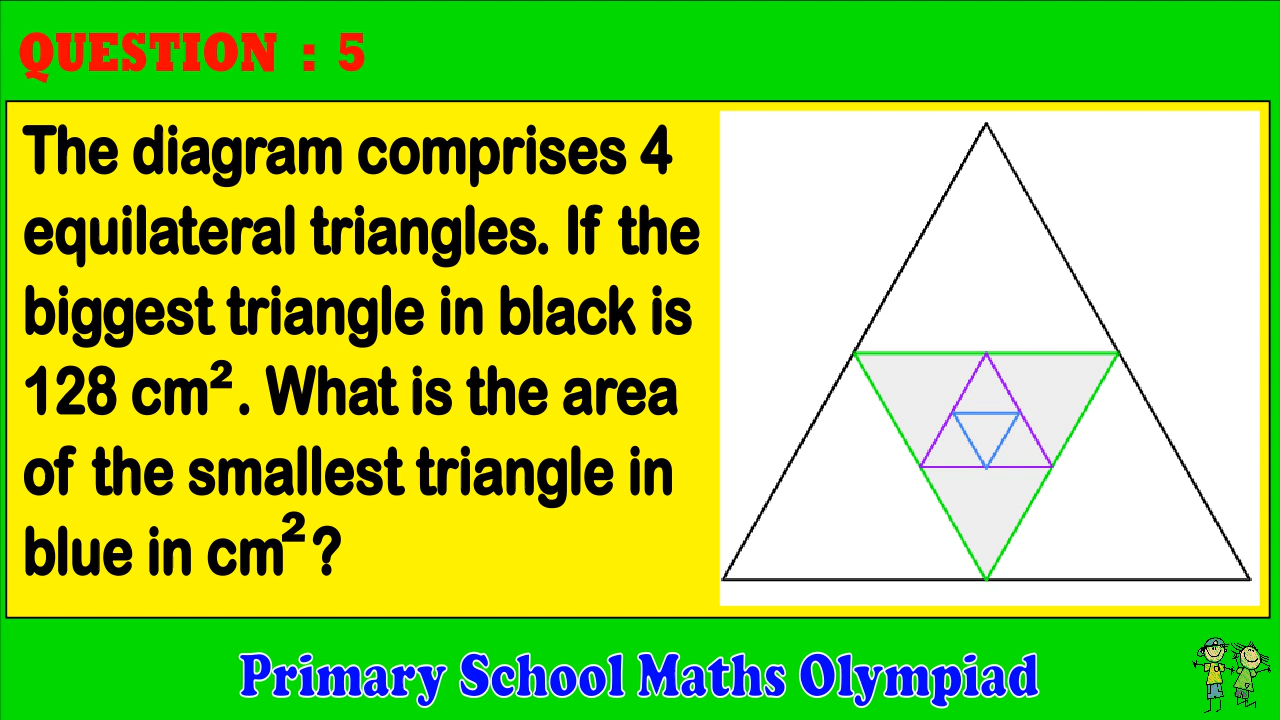 QUESTION : 5
The diagram comprises 4
equilateral triangles. If the
biggest triangle in black is
128 cm². What is the area
of the smallest triangle in
blue in cm²?
Primary School Maths Olympiad